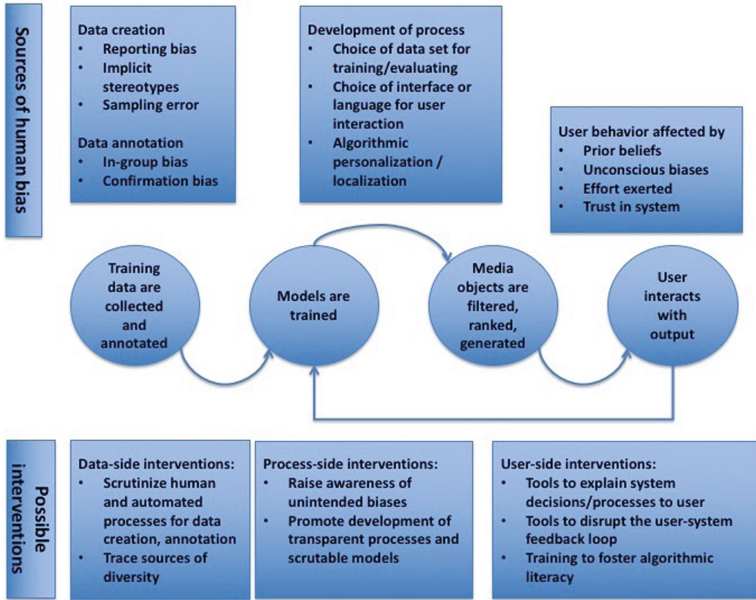 Sources of human bias
Data creation
• Reporting bias
• Implicit
stereotypes
• Sampling error
Data annotation
• In-group bias
• Confirmation bias
Development of process
• Choice of data set for
training/evaluating
• Choice of interface or
language for user
interaction
• Algorithmic
personalization /
localization
User behavior affected by
• Prior beliefs
• Unconscious biases
• Effort exerted
• Trust in system
Training
data are
collected
and
annotated
Models are
trained
Media
objects are
filtered,
ranked,
generated
User
interacts
with
output
Possible
interventions
Data-side interventions:
• Scrutinize human
and automated
processes for data
creation, annotation
• Trace sources of
diversity
Process-side interventions:
• Raise awareness of
unintended biases
• Promote development of
transparent processes and
scrutable models
User-side interventions:
• Tools to explain system
decisions/processes to user
• Tools to disrupt the user-system
feedback loop
• Training to foster algorithmic
literacy